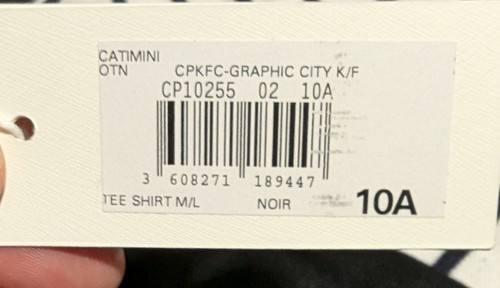 CATIMINI
OTN
CPKFC-GRAPHIC CITY K/F
CP10255 02 10A
3 608271 189447
TEE SHIRT M/L NOIR 10A